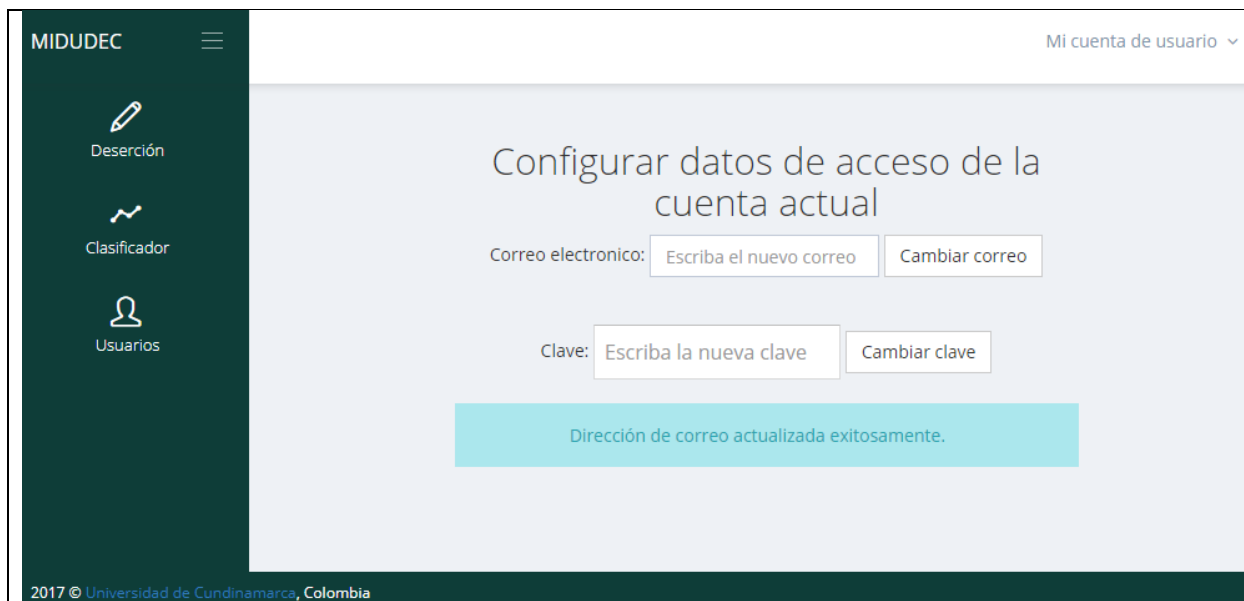 MIDUDEC
Mi cuenta de usuario
Deserción
Clasificador
Usuarios
Configurar datos de acceso de la
cuenta actual
Correo electronico: Escriba el nuevo correo Cambiar correo
Clave: Escriba la nueva clave Cambiar clave
Dirección de correo actualizada exitosamente.
2017 © Universidad de Cundinamarca, Colombia